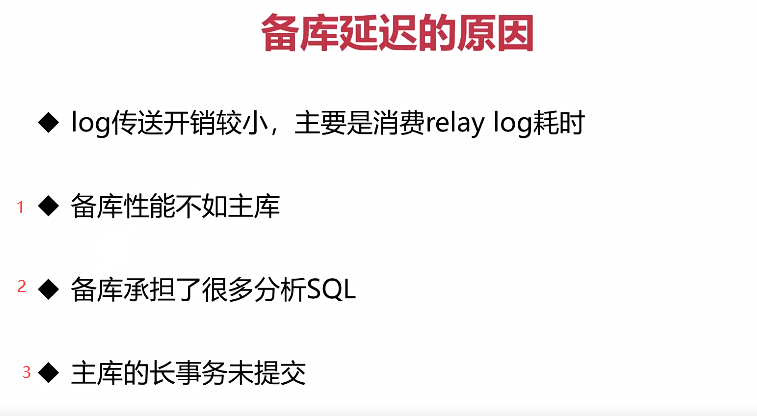 备库延迟的原因
◆ log传送开销较小，主要是消费relay log耗时
1 ◆ 备库性能不如主库
2 ◆ 备库承担了很多分析SQL
3 ◆ 主库的长事务未提交